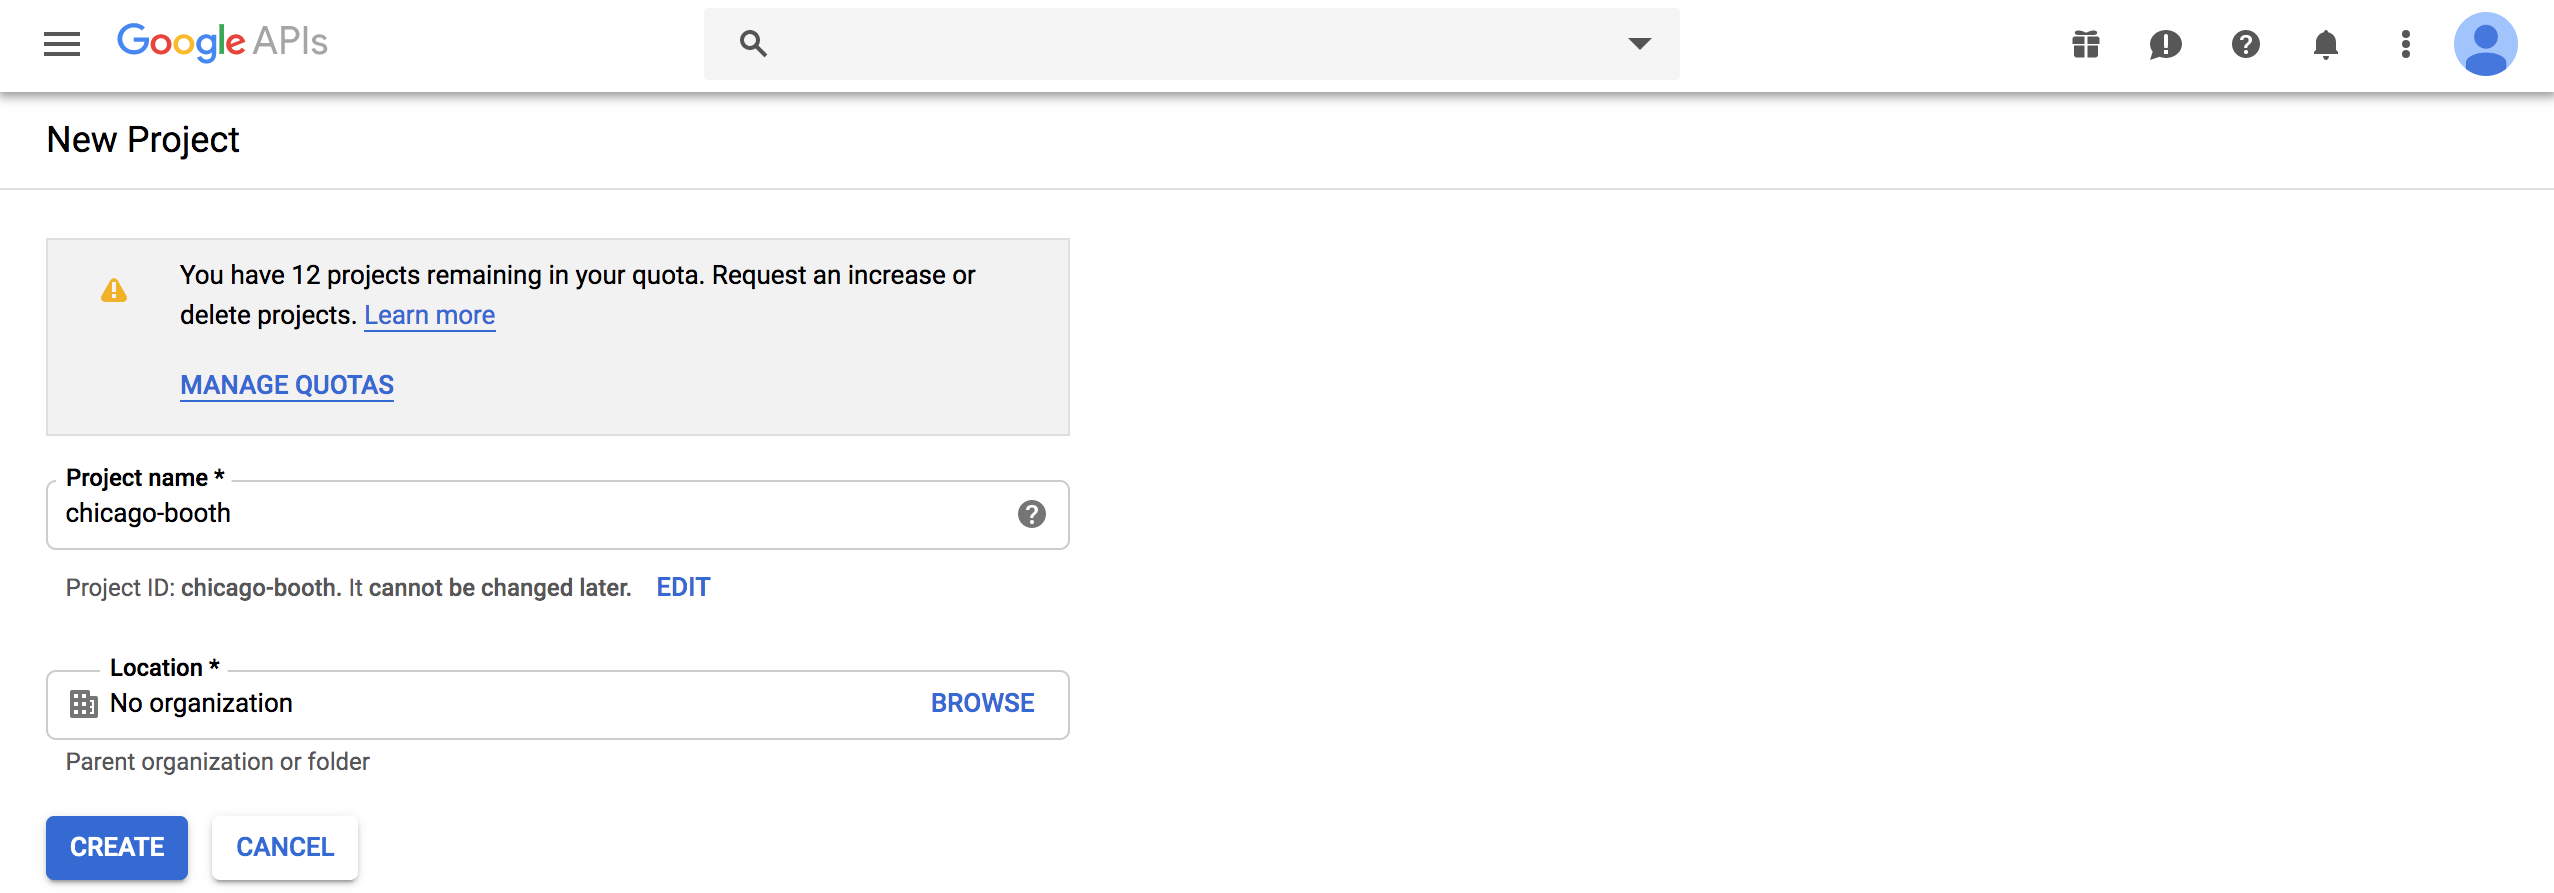 Google APIs
New Project
You have 12 projects remaining in your quota. Request an increase or
delete projects. Learn more
MANAGE QUOTAS
Project name *
chicago-booth
Project ID: chicago-booth. It cannot be changed later. EDIT
Location *
No organization BROWSE
Parent organization or folder
CREATE CANCEL